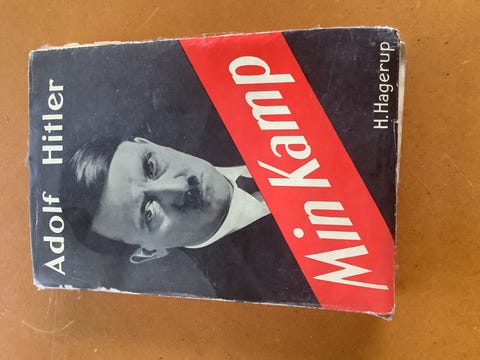 Adolf Hitler
Min Kamp
H. Hagerup